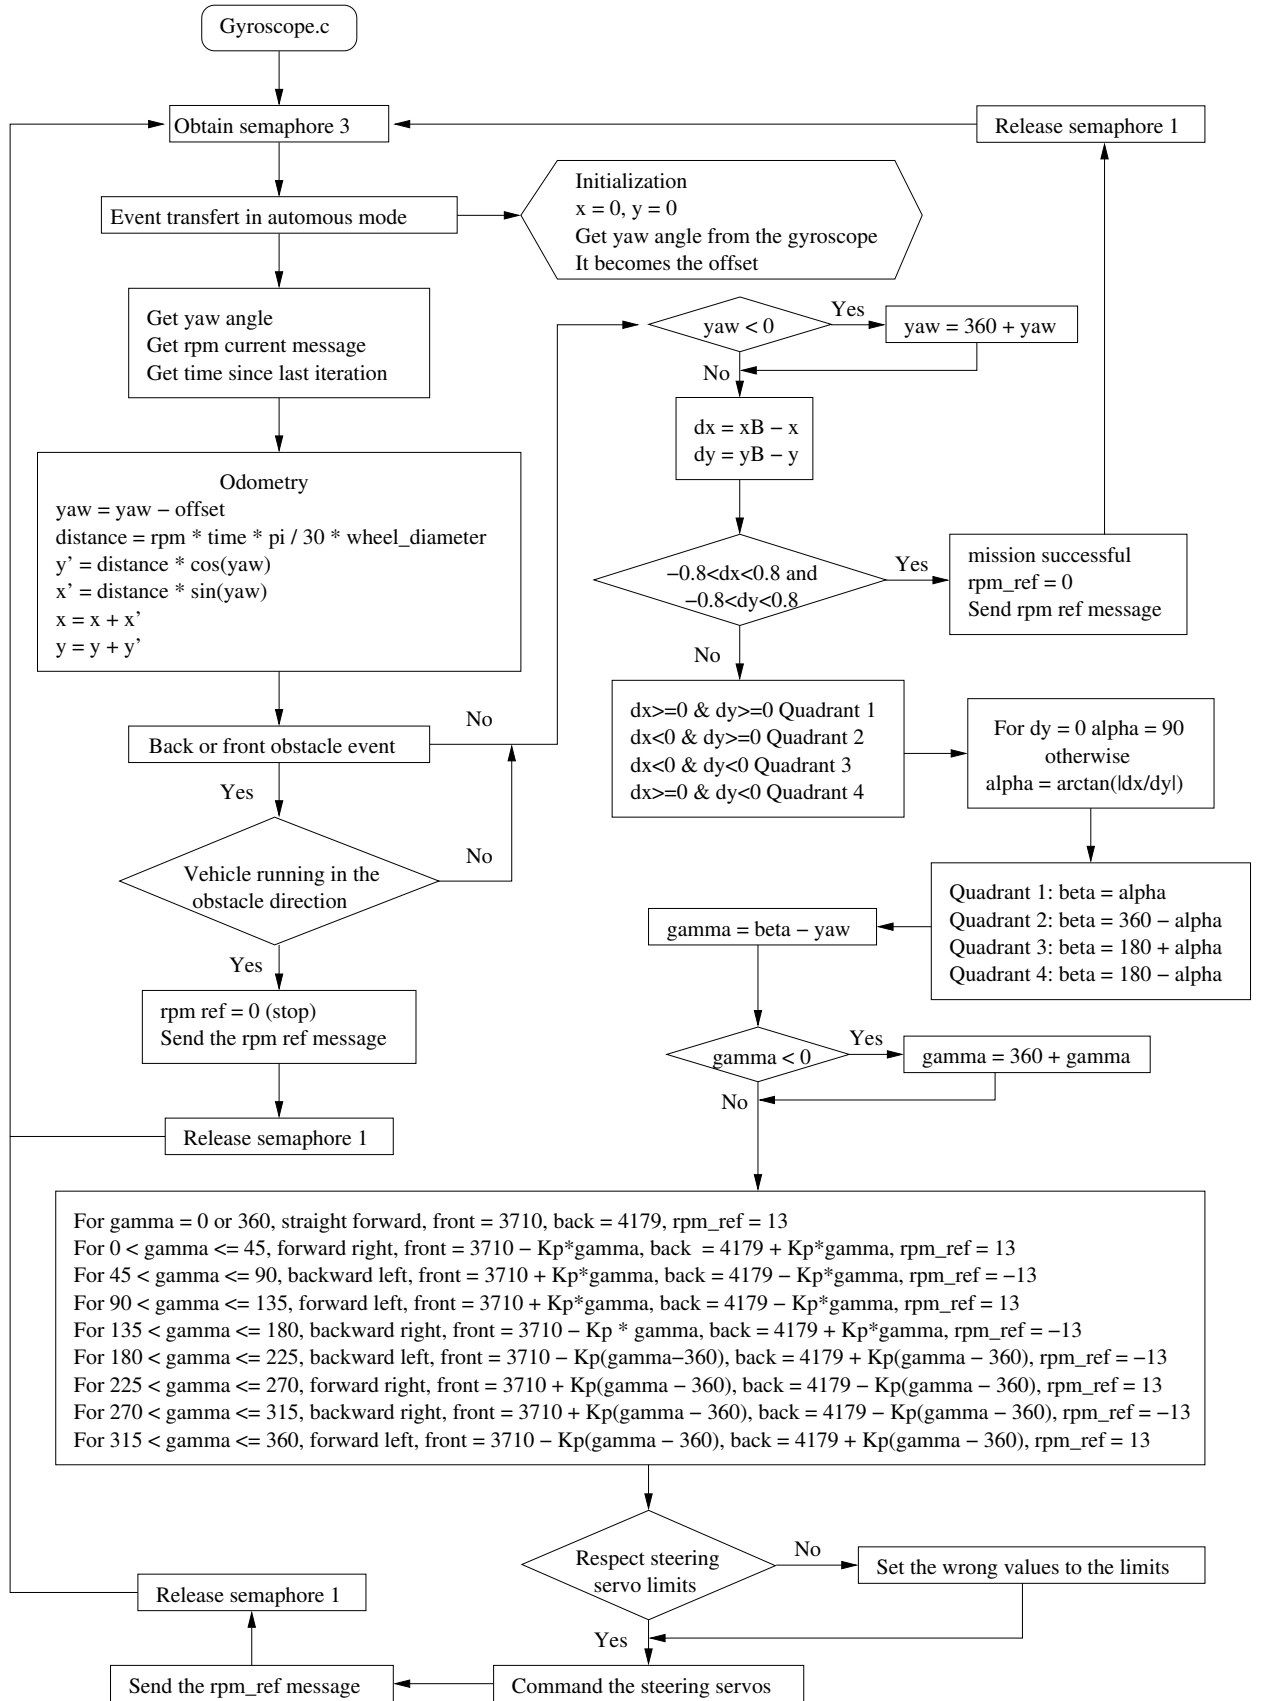 Gyroscope.c
Obtain semaphore 3
Release semaphore 1
Event transfert in automous mode
Initialization
x = 0, y = 0
Get yaw angle from the gyroscope
It becomes the offset
Get yaw angle
Get rpm current message
Get time since last iteration
Odometry
yaw = yaw − offset
distance = rpm * time * pi / 30 * wheel_diameter
y’ = distance * cos(yaw)
x’ = distance * sin(yaw)
x = x + x’
y = y + y’
Back or front obstacle event
No
Yes
Vehicle running in the
obstacle direction
No
Yes
rpm ref = 0 (stop)
Send the rpm ref message
Release semaphore 1
yaw < 0
Yes
yaw = 360 + yaw
No
dx = xB − x
dy = yB − y
−0.8<dx<0.8 and
−0.8<dy<0.8
Yes
mission successful
rpm_ref = 0
Send rpm ref message
No
dx>=0 & dy>=0 Quadrant 1
dx<0 & dy>=0 Quadrant 2
dx<0 & dy<0 Quadrant 3
dx>=0 & dy<0 Quadrant 4
For dy = 0 alpha = 90
otherwise
alpha = arctan(|dx/dy|)
Quadrant 1: beta = alpha
Quadrant 2: beta = 360 − alpha
Quadrant 3: beta = 180 + alpha
Quadrant 4: beta = 180 − alpha
gamma = beta − yaw
gamma < 0
Yes
gamma = 360 + gamma
No
For gamma = 0 or 360, straight forward, front = 3710, back = 4179, rpm_ref = 13
For 0 < gamma <= 45, forward right, front = 3710 − Kp*gamma, back  = 4179 + Kp*gamma, rpm_ref = 13
For 45 < gamma <= 90, backward left, front = 3710 + Kp*gamma, back = 4179 − Kp*gamma, rpm_ref = −13
For 90 < gamma <= 135, forward left, front = 3710 + Kp*gamma, back = 4179 − Kp*gamma, rpm_ref = 13
For 135 < gamma <= 180, backward right, front = 3710 − Kp * gamma, back = 4179 + Kp*gamma, rpm_ref = −13
For 180 < gamma <= 225, backward left, front = 3710 − Kp(gamma−360), back = 4179 + Kp(gamma − 360), rpm_ref = −13
For 225 < gamma <= 270, forward right, front = 3710 + Kp(gamma − 360), back = 4179 − Kp(gamma − 360), rpm_ref = 13
For 270 < gamma <= 315, backward right, front = 3710 + Kp(gamma − 360), back = 4179 − Kp(gamma − 360), rpm_ref = −13
For 315 < gamma <= 360, forward left, front = 3710 − Kp(gamma − 360), back = 4179 + Kp(gamma − 360), rpm_ref = 13
Respect steering
servo limits
No
Set the wrong values to the limits
Yes
Command the steering servos
Send the rpm_ref message
Release semaphore 1